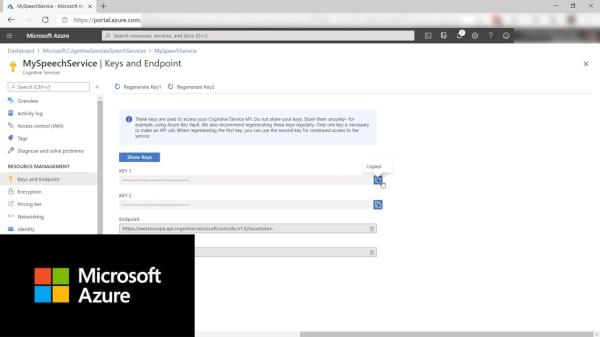 MySpeechService - Microsoft Az
https://portal.azure.com/
Microsoft Azure
Search resources, services, and docs (G+/)
Dashboard > Microsoft.CognitiveServicesSpeechServices > MySpeechService
MySpeechService | Keys and Endpoint
Cognitive Services
Search (Ctrl+/)
Regenerate Key1
Regenerate Key2
Overview
Activity log
Access control (IAM)
Tags
Diagnose and solve problems
RESOURCE MANAGEMENT
Keys and Endpoint
Encryption
Pricing tier
Networking
Identity
These keys are used to access your Cognitive Service API. Do not share your keys. Store them securely– for
example, using Azure Key Vault. We also recommend regenerating these keys regularly. Only one key is necessary
to make an API call. When regenerating the first key, you can use the second key for continued access to the
service.
Show Keys
Copied
KEY 1
KEY 2
Endpoint
https://westeurope.api.cognitive.microsoft.com/sts/v1.0/issuetoken
Microsoft
Azure